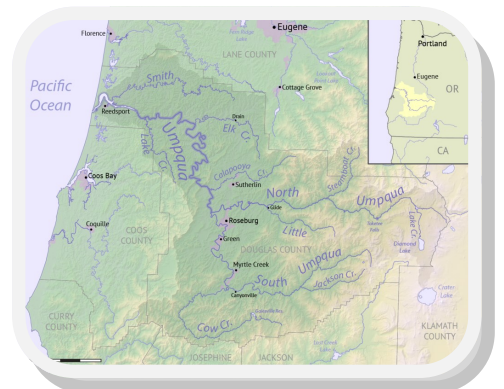 Florence
Eugene
Portland
Eugene
OR
CA
LANE COUNTY
Pacific
Ocean
Smith
Cottage Grove
Reedsport
Umpqua
Drain
Elk Cr.
Lake Cr.
Calapooya Cr.
Steamboat Cr.
Coos Bay
Sutherlin
North Umpqua
Glide
Lake Cr.
Coquille
Roseburg
Little
COOS
COUNTY
Green
DOUGLAS COUNTY
Diamond
Lake
Myrtle Creek
South Umpqua
Jackson Cr.
Crater
Lake
Canyonville
CURRY
COUNTY
Cow Cr.
KLAMATH
COUNTY
JOSEPHINE
JACKSON